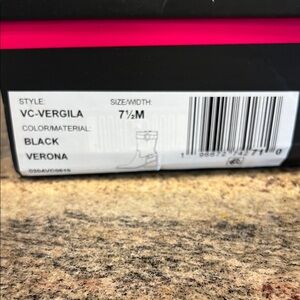 STYLE: SIZE/WIDTH:
VC-VERGILA 7½M
COLOR/MATERIAL:
BLACK
VERONA